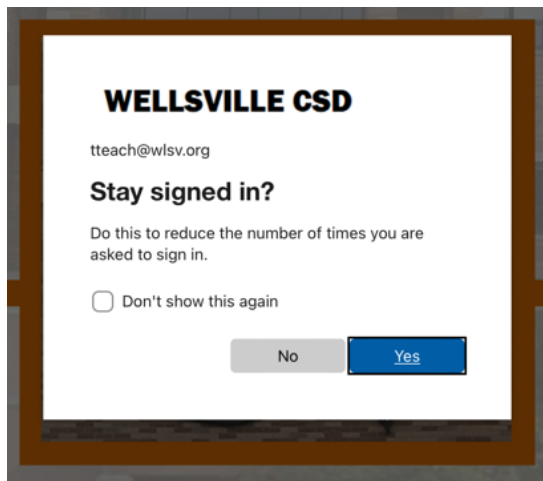 WELLSVILLE CSD
tteach@wlsv.org
Stay signed in?
Do this to reduce the number of times you are
asked to sign in.
Don't show this again
No
Yes